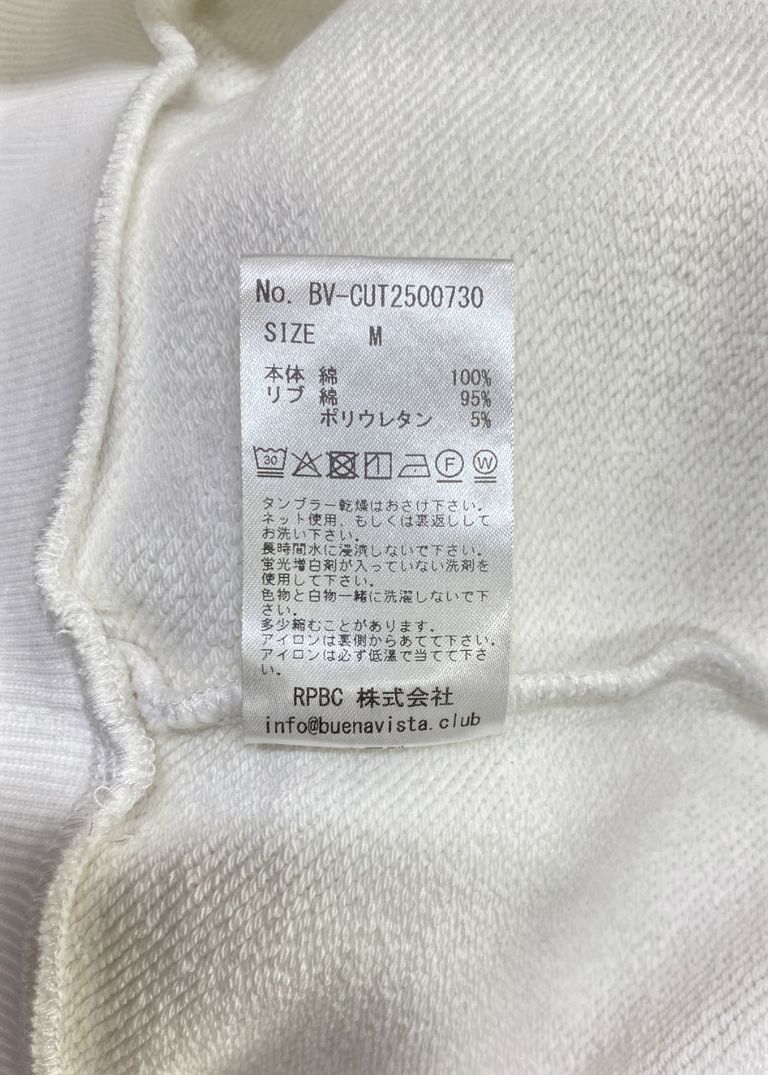 No. BV-CUT2500730
SIZE M
本体 綿 100%
リブ 綿 95%
ポリウレタン 5%
30
F
W
タンブラー乾燥はおさけ下さい。
ネット使用、もしくは裏返しして
お洗い下さい。
長時間水に浸漬しないで下さい。
蛍光増白剤が入っていない洗剤を
使用して下さい。
色物と白物一緒に洗濯しないで下
さい。
多少縮むことがあります。
アイロンは裏側からあてて下さい。
アイロンは必ず低温で当てて下さ
い。
RPBC 株式会社
info@buenavista.club